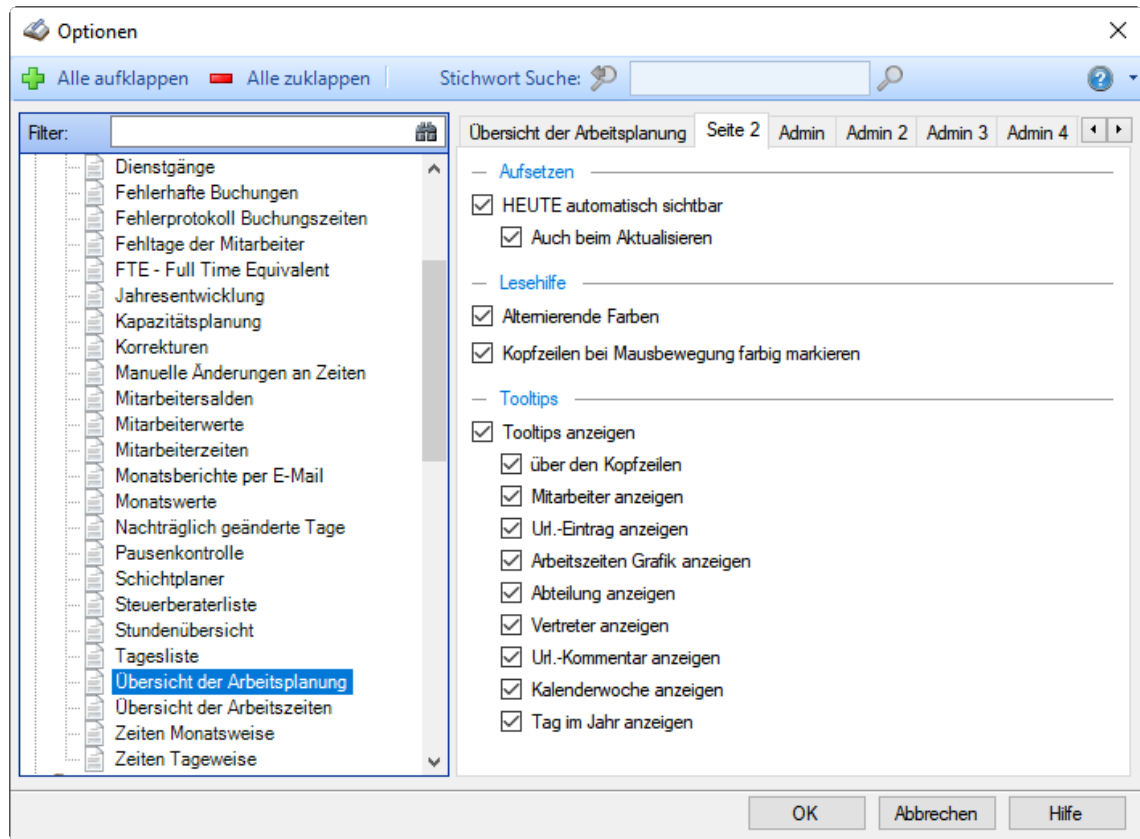 Optionen
Alle aufklappen Alle zuklappen Stichwort Suche:
Filter:
Dienstgänge
Fehlerhafte Buchungen
Fehlerprotokoll Buchungszeiten
Fehltage der Mitarbeiter
FTE - Full Time Equivalent
Jahresentwicklung
Kapazitätsplanung
Korrekturen
Manuelle Änderungen an Zeiten
Mitarbeitersalden
Mitarbeiterwerte
Mitarbeiterzeiten
Monatsberichte per E-Mail
Monatswerte
Nachträglich geänderte Tage
Pausenkontrolle
Schichtplaner
Steuerberaterliste
Stundenübersicht
Tagesliste
Übersicht der Arbeitsplanung
Übersicht der Arbeitszeiten
Zeiten Monatsweise
Zeiten Tageweise
Übersicht der Arbeitsplanung Seite 2 Admin Admin 2 Admin 3 Admin 4
Aufsetzen
HEUTE automatisch sichtbar
Auch beim Aktualisieren
Lesehilfe
Alternierende Farben
Kopfzeilen bei Mausbewegung farbig markieren
Tooltips
Tooltips anzeigen
über den Kopfzeilen
Mitarbeiter anzeigen
Url.-Eintrag anzeigen
Arbeitszeiten Grafik anzeigen
Abteilung anzeigen
Vertreter anzeigen
Url.-Kommentar anzeigen
Kalenderwoche anzeigen
Tag im Jahr anzeigen
OK Abbrechen Hilfe